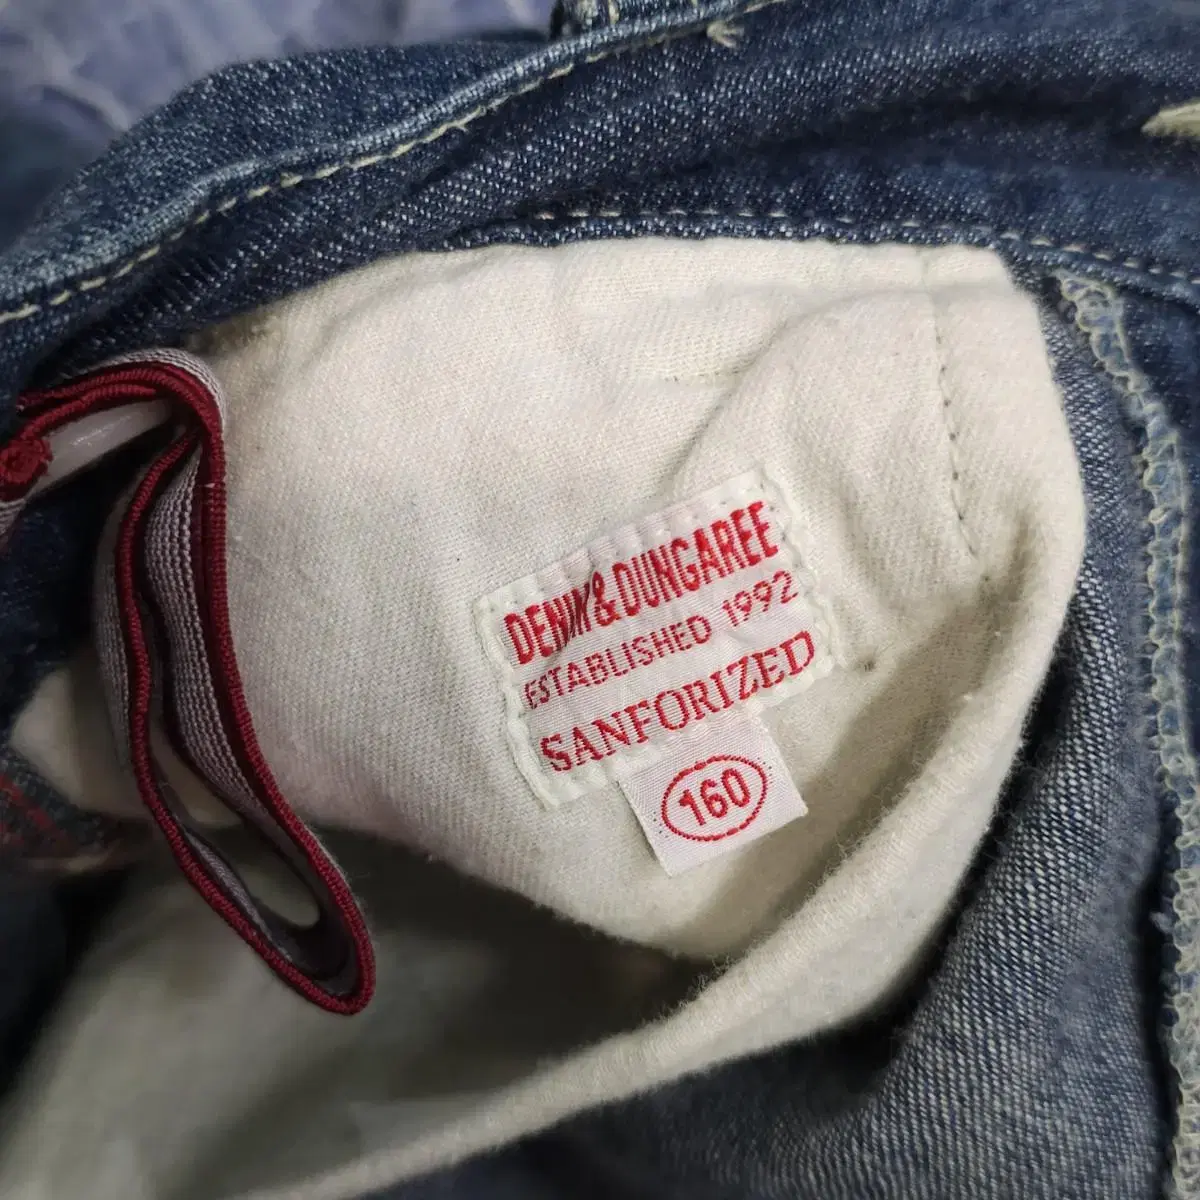 DENIM&DUNGAREE
ESTABLISHED 1992
SANFORIZED
160